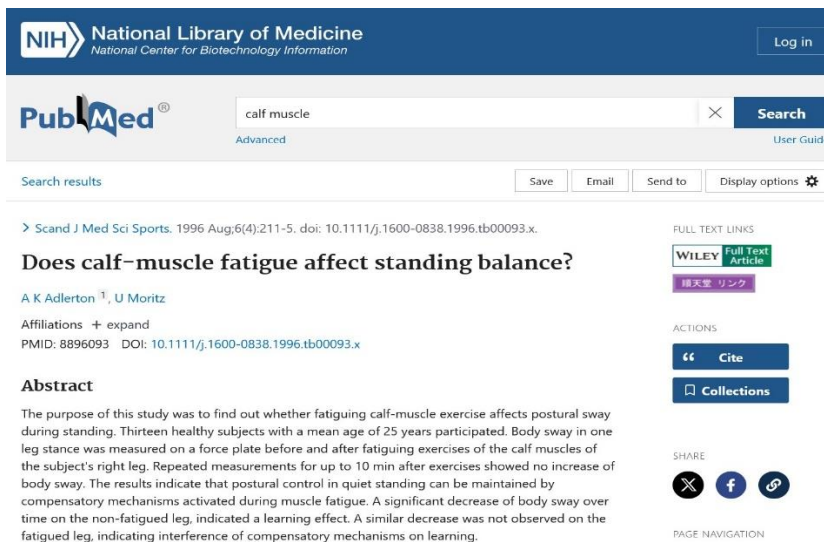 NIH National Library of Medicine
National Center for Biotechnology Information
Log in
PubMed®
calf muscle
Search
Advanced
User Guid
Search results
Save
Email
Send to
Display options
Scand J Med Sci Sports. 1996 Aug;6(4):211-5. doi: 10.1111/j.1600-0838.1996.tb00093.x.
Does calf-muscle fatigue affect standing balance?
A K Adlerton 1, U Moritz
Affiliations + expand
PMID: 8896093 DOI: 10.1111/j.1600-0838.1996.tb00093.x
Abstract
The purpose of this study was to find out whether fatiguing calf-muscle exercise affects postural sway
during standing. Thirteen healthy subjects with a mean age of 25 years participated. Body sway in one
leg stance was measured on a force plate before and after fatiguing exercises of the calf muscles of
the subject's right leg. Repeated measurements for up to 10 min after exercises showed no increase of
body sway. The results indicate that postural control in quiet standing can be maintained by
compensatory mechanisms activated during muscle fatigue. A significant decrease of body sway over
time on the non-fatigued leg, indicated a learning effect. A similar decrease was not observed on the
fatigued leg, indicating interference of compensatory mechanisms on learning.
FULL TEXT LINKS
WILEY Full Text
Article
順天堂 リンク
ACTIONS
Cite
Collections
SHARE
PAGE NAVIGATION